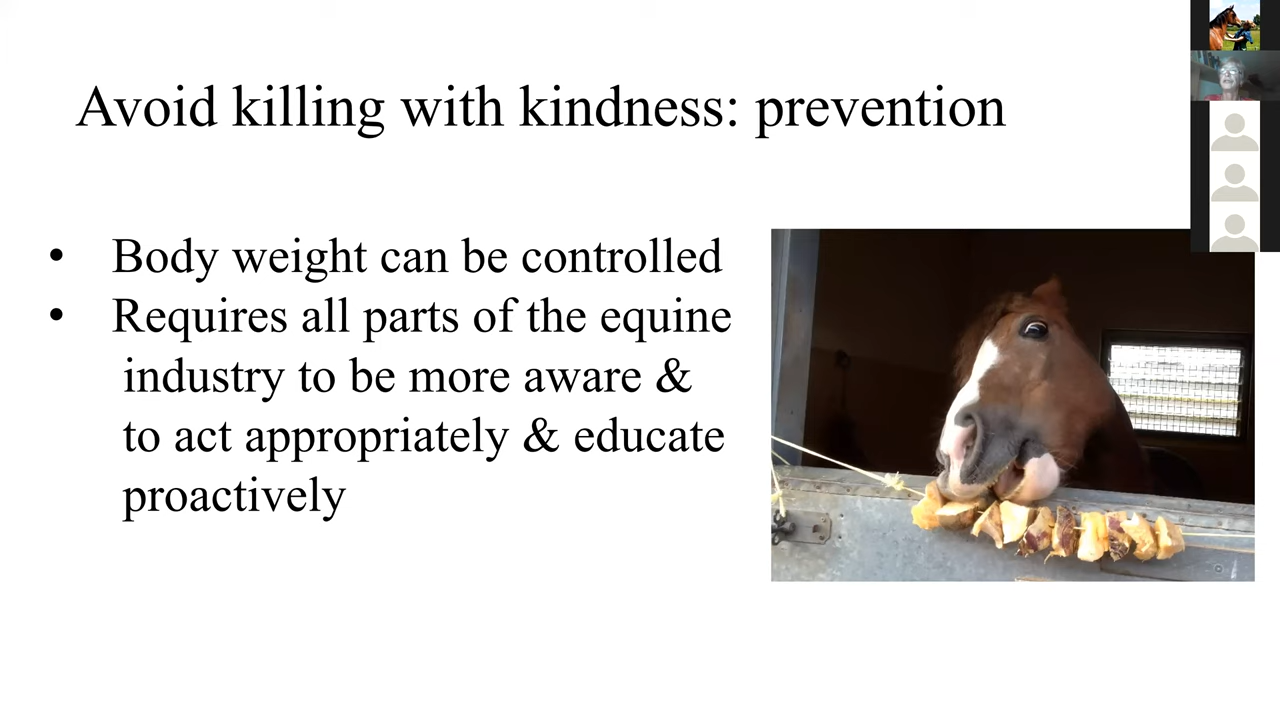 Avoid killing with kindness: prevention
• Body weight can be controlled
• Requires all parts of the equine
industry to be more aware &
to act appropriately & educate
proactively